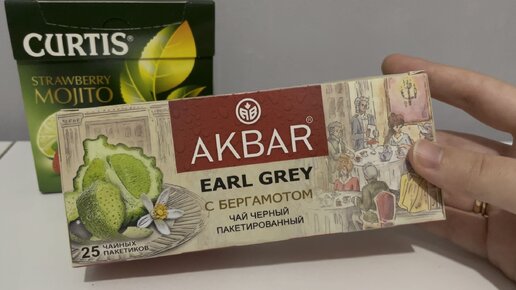 CURTIS®
STRAWBERRY
MOJITO
AKBAR®
EARL GREY
С БЕРГАМОТОМ
ЧАЙ ЧЕРНЫЙ
ПАКЕТИРОВАННЫЙ
25 ЧАЙНЫХ
ПАКЕТИКОВ